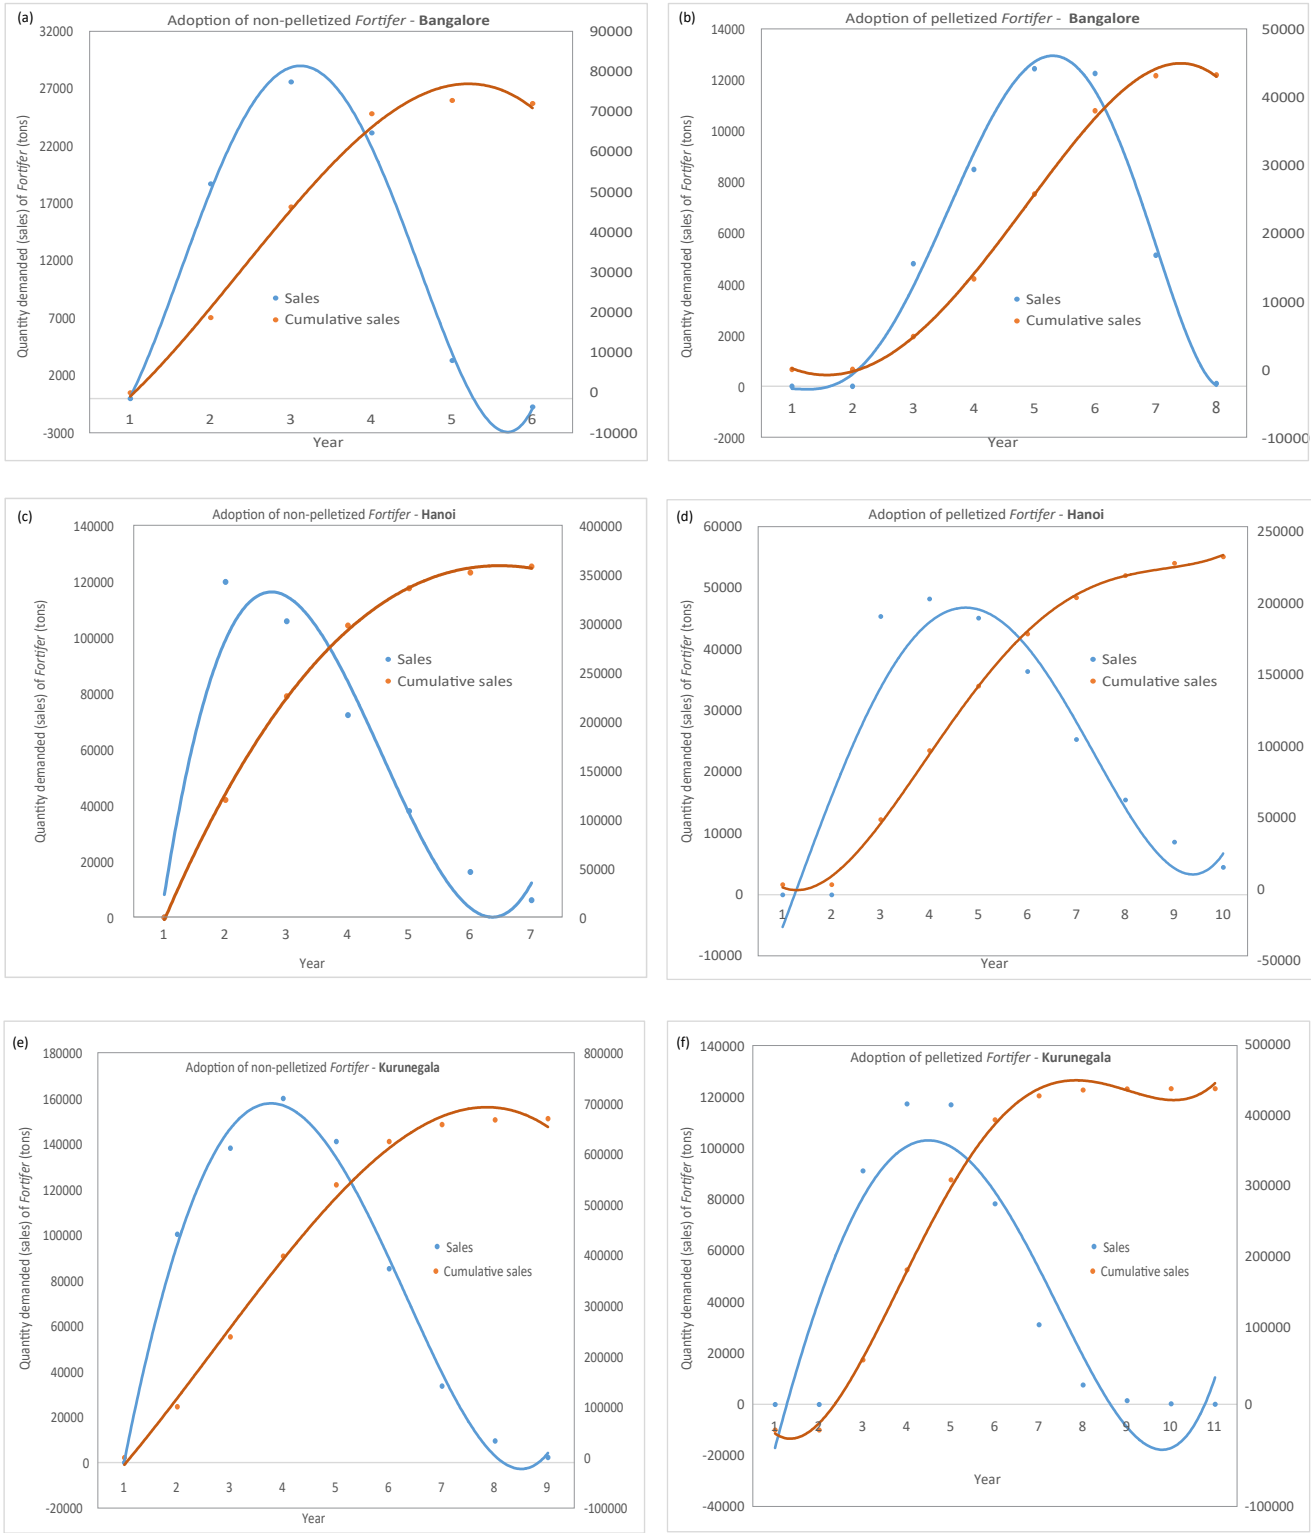 (a)
Adoption of non-pelletized Fortifer - Bangalore
32000
27000
22000
17000
12000
7000
2000
-3000
90000
80000
70000
60000
50000
40000
30000
20000
10000
0
-10000
Quantity demanded (sales) of Fortifer (tons)
Sales
Cumulative sales
1 2 3 4 5 6
Year
(b)
Adoption of pelletized Fortifer - Bangalore
14000
12000
10000
8000
6000
4000
2000
0
-2000
50000
40000
30000
20000
10000
0
-10000
Quantity demanded (sales) of Fortifer (tons)
Sales
Cumulative sales
1 2 3 4 5 6 7 8
Year
(c)
Adoption of non-pelletized Fortifer - Hanoi
140000
120000
100000
80000
60000
40000
20000
0
400000
350000
300000
250000
200000
150000
100000
50000
0
Quantity demanded (sales) of Fortifer (tons)
Sales
Cumulative sales
1 2 3 4 5 6 7
Year
(d)
Adoption of pelletized Fortifer - Hanoi
60000
50000
40000
30000
20000
10000
0
-10000
250000
200000
150000
100000
50000
0
-50000
Quantity demanded (sales) of Fortifer (tons)
Sales
Cumulative sales
1 2 3 4 5 6 7 8 9 10
Year
(e)
Adoption of non-pelletized Fortifer - Kurunegala
180000
160000
140000
120000
100000
80000
60000
40000
20000
0
-20000
800000
700000
600000
500000
400000
300000
200000
100000
0
-100000
Quantity demanded (sales) of Fortifer (tons)
Sales
Cumulative sales
1 2 3 4 5 6 7 8 9
Year
(f)
Adoption of pelletized Fortifer - Kurunegala
140000
120000
100000
80000
60000
40000
20000
0
-20000
-40000
500000
400000
300000
200000
100000
0
-100000
Quantity demanded (sales) of Fortifer (tons)
Sales
Cumulative sales
1 2 3 4 5 6 7 8 9 10 11
Year